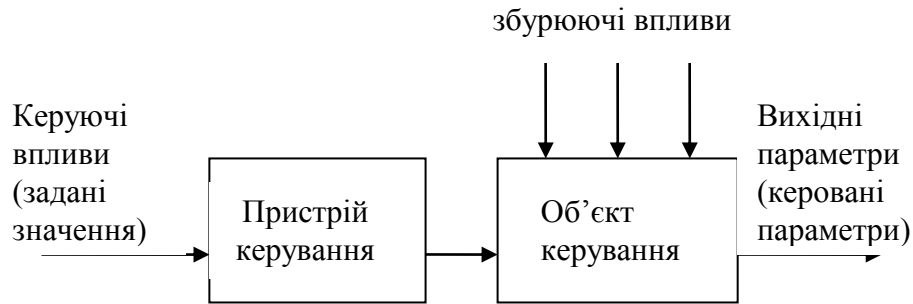 збурюючі впливи
Керуючі
впливи
(задані
значення)
Пристрій
керування
Об’єкт
керування
Вихідні
параметри
(керовані
параметри)